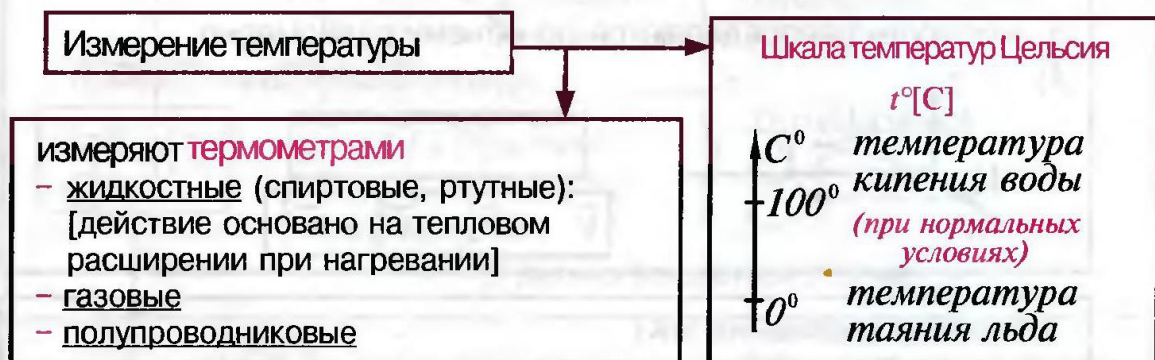 Измерение температуры
измеряют термометрами
– жидкостные (спиртовые, ртутные):
[действие основано на тепловом
расширении при нагревании]
– газовые
– полупроводниковые
Шкала температур Цельсия
t°[C]
C⁰ температура
кипения воды
100⁰
(при нормальных
условиях)
0⁰ температура
таяния льда